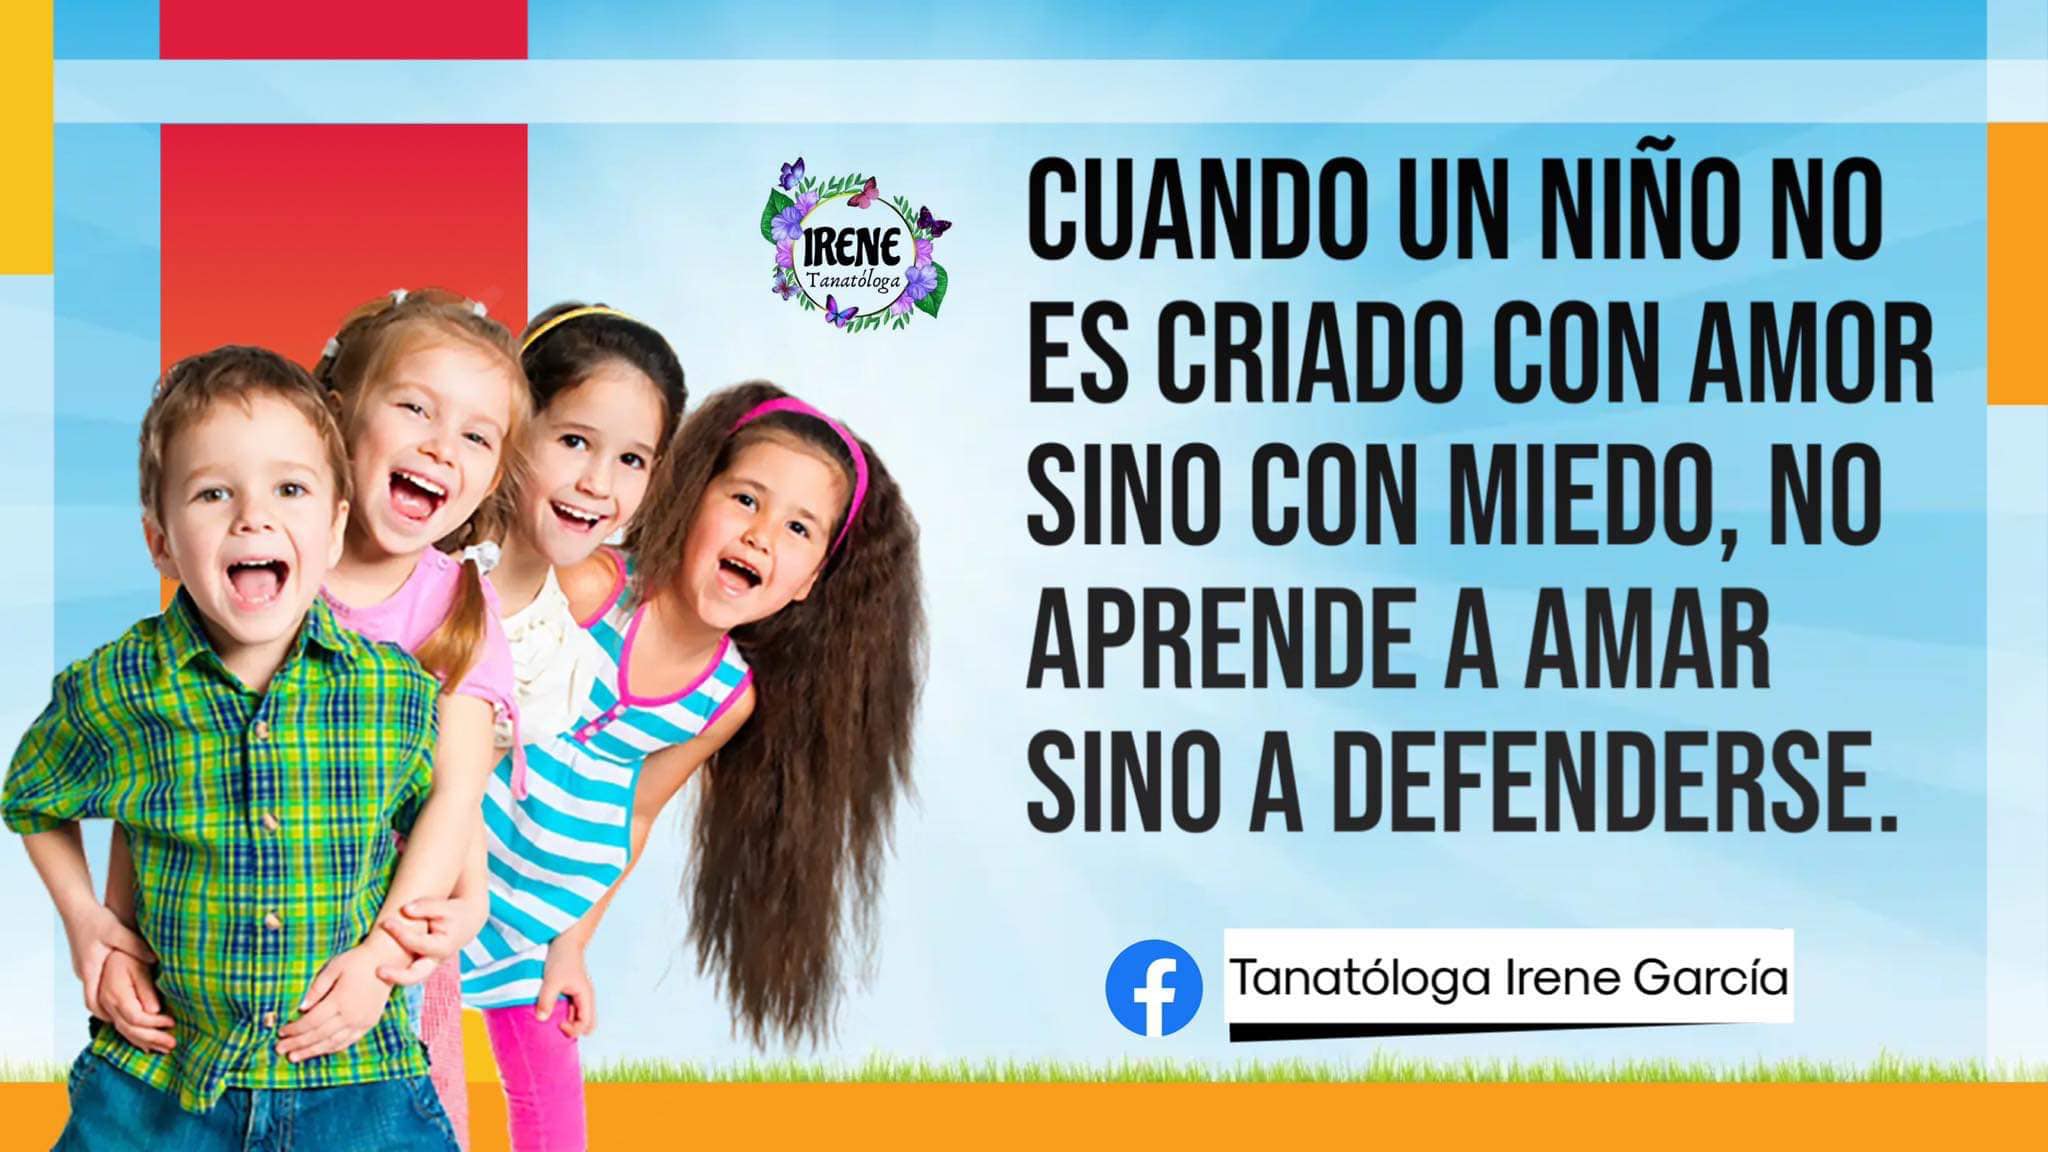 IRENE
Tanatóloga
CUANDO UN NIÑO NO
ES CRIADO CON AMOR
SINO CON MIEDO, NO
APRENDE A AMAR
SINO A DEFENDERSE.
Tanatóloga Irene García